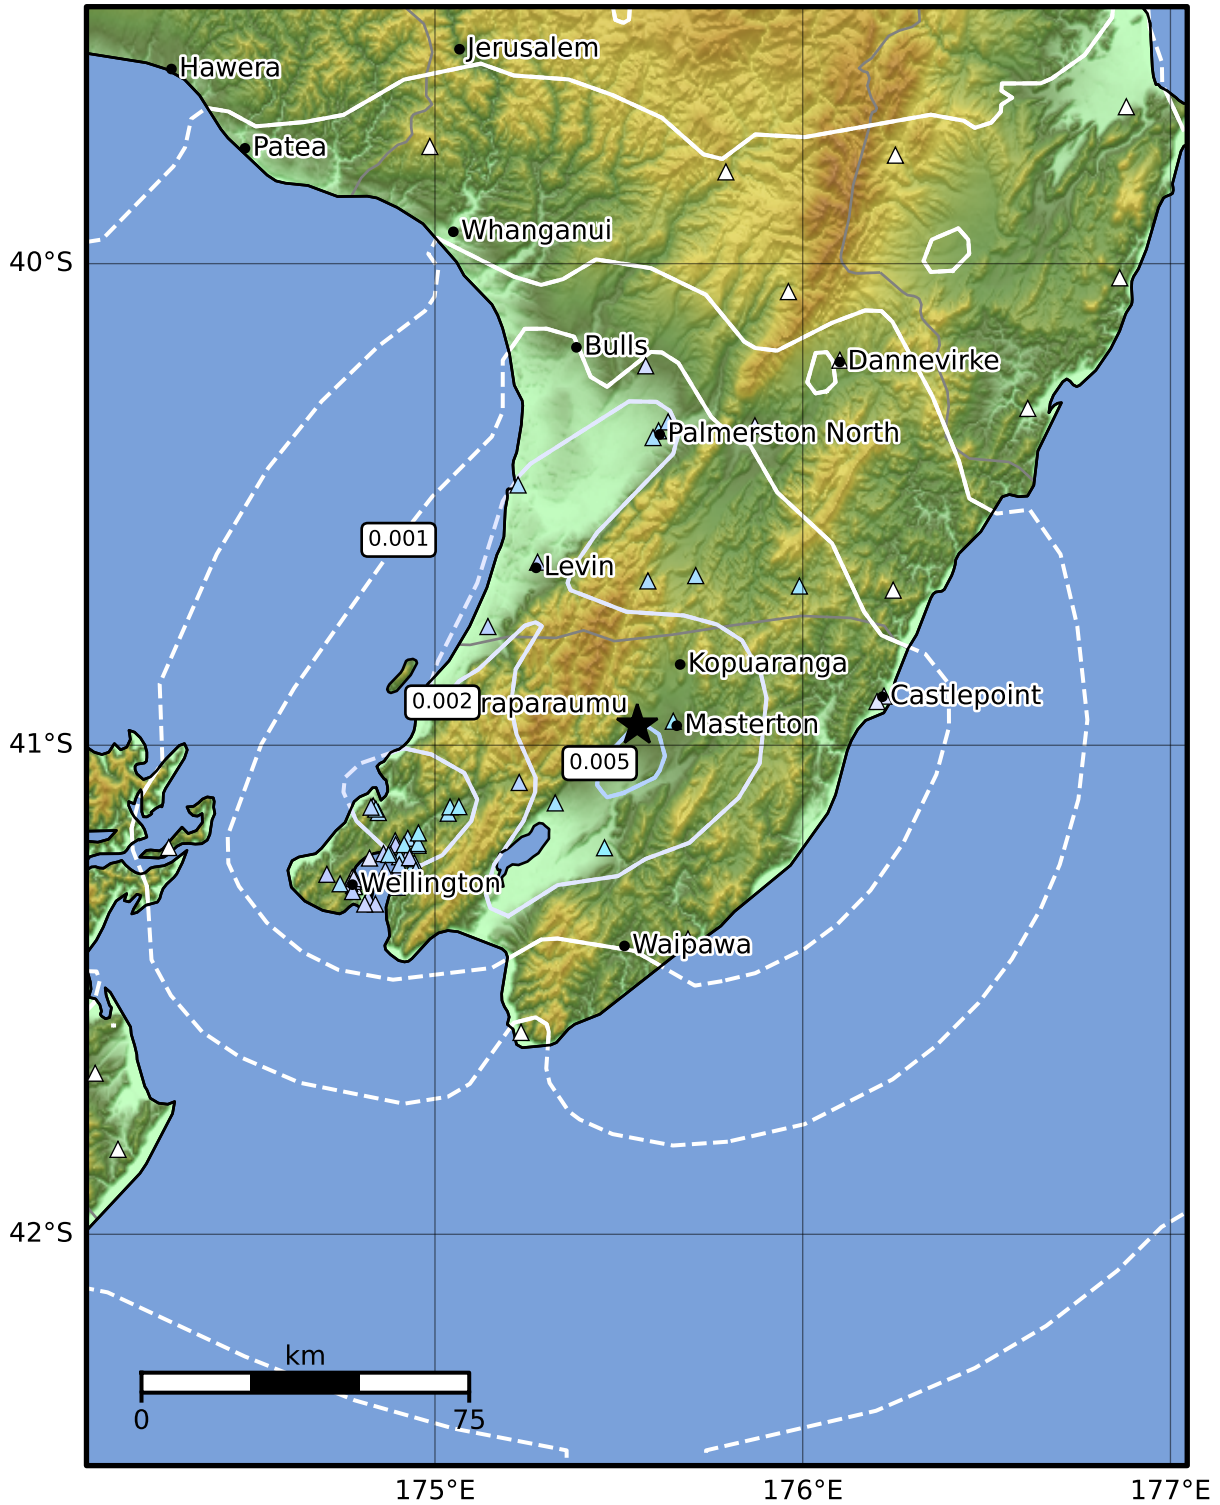 Jerusalem
Hawera
Patea
Whanganui
40°S
Bulls
Dannevirke
Palmerston North
0.001
Levin
Kopuaranga
Castlepoint
0.002
raparaumu
Masterton
41°S
0.005
Wellington
Waipawa
42°S
km
0
75
175°E
176°E
177°E